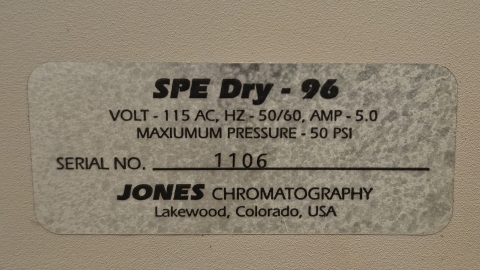 SPE Dry - 96
VOLT - 115 AC, HZ - 50/60, AMP - 5.0
MAXIUMUM PRESSURE - 50 PSI
SERIAL NO. 1106
JONES CHROMATOGRAPHY
Lakewood, Colorado, USA